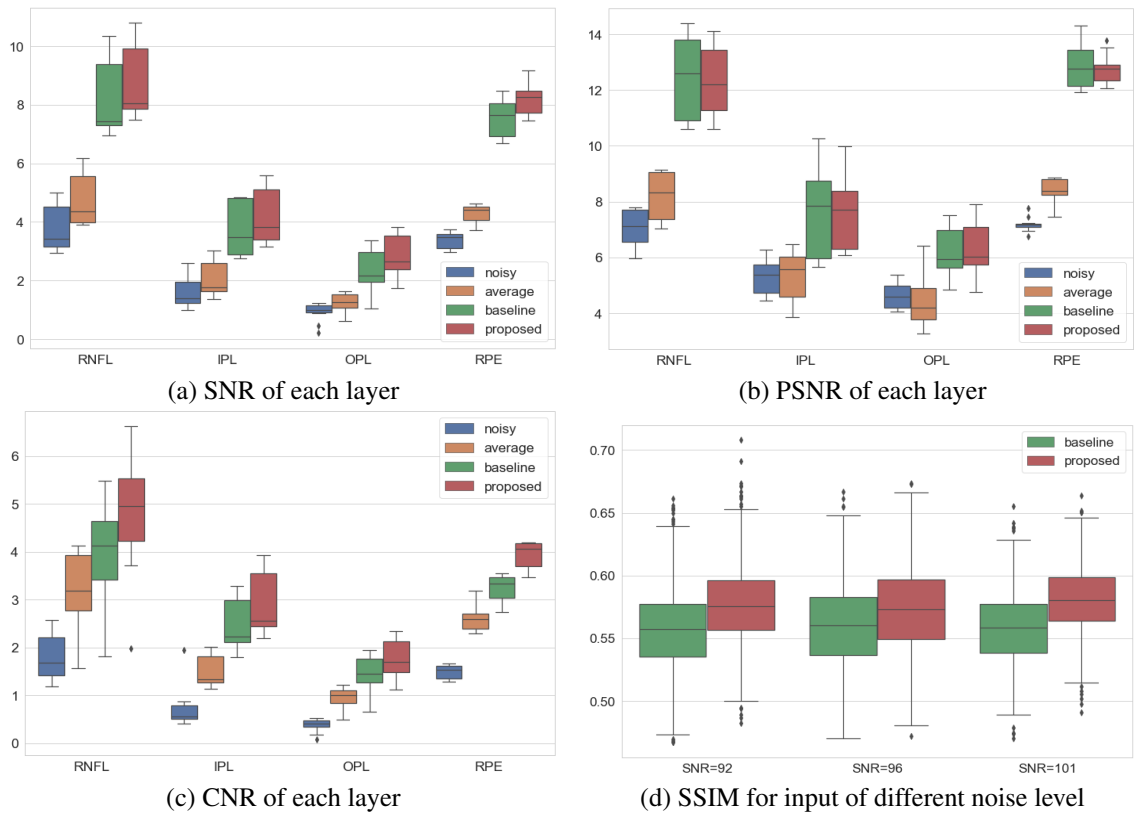 10
8
6
4
2
0
noisy
average
baseline
proposed
RNFL IPL OPL RPE
(a) SNR of each layer
14
12
10
8
6
4
noisy
average
baseline
proposed
RNFL IPL OPL RPE
(b) PSNR of each layer
6
5
4
3
2
1
0
noisy
average
baseline
proposed
RNFL IPL OPL RPE
(c) CNR of each layer
0.70
0.65
0.60
0.55
0.50
baseline
proposed
SNR=92 SNR=96 SNR=101
(d) SSIM for input of different noise level